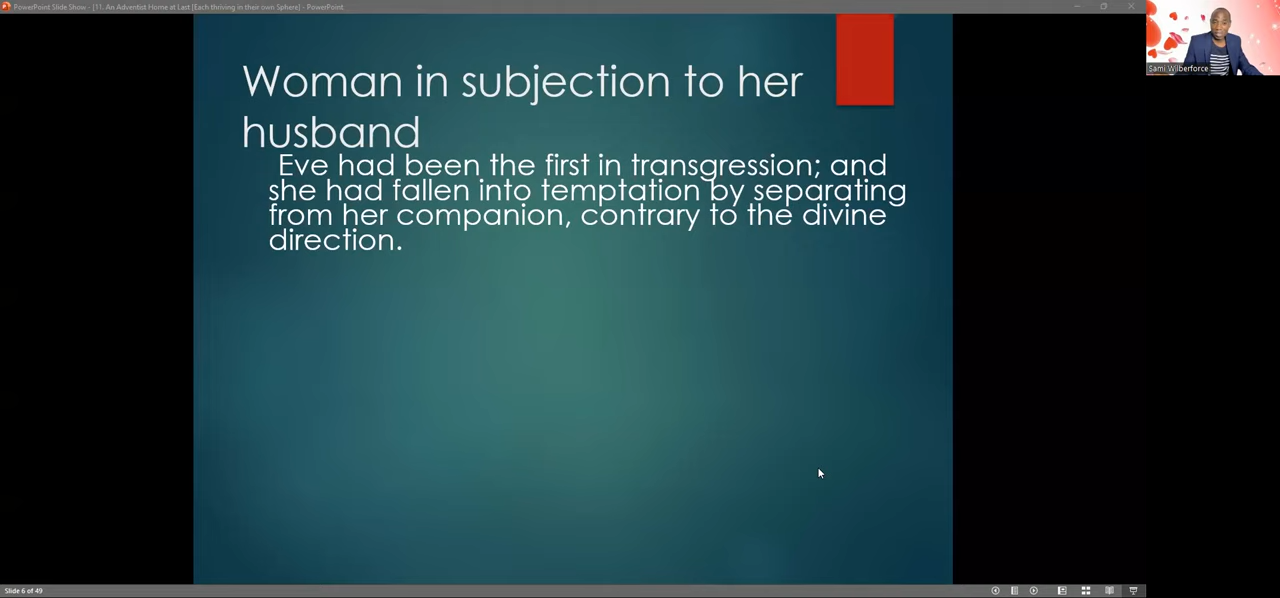 PowerPoint Slide Show - [11. An Adventist Home at Last [Each thriving in their own Sphere] - PowerPoint
Sami Wilberforce
Woman in subjection to her
husband
Eve had been the first in transgression; and
she had fallen into temptation by separating
from her companion, contrary to the divine
direction.
Slide 6 of 49